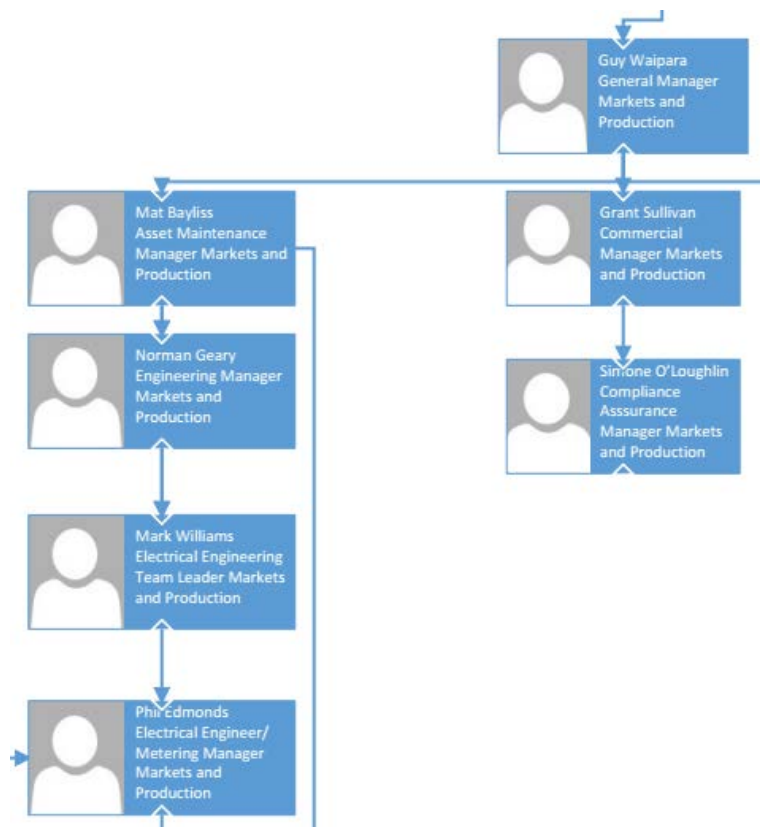 Guy Waipara
General Manager
Markets and
Production
Mat Bayliss
Asset Maintenance
Manager Markets and
Production
Grant Sullivan
Commercial
Manager Markets
and Production
Norman Geary
Engineering Manager
Markets and
Production
Simone O’Loughlin
Compliance
Asssurance
Manager Markets
and Production
Mark Williams
Electrical Engineering
Team Leader Markets
and Production
Phil Edmonds
Electrical Engineer/
Metering Manager
Markets and
Production